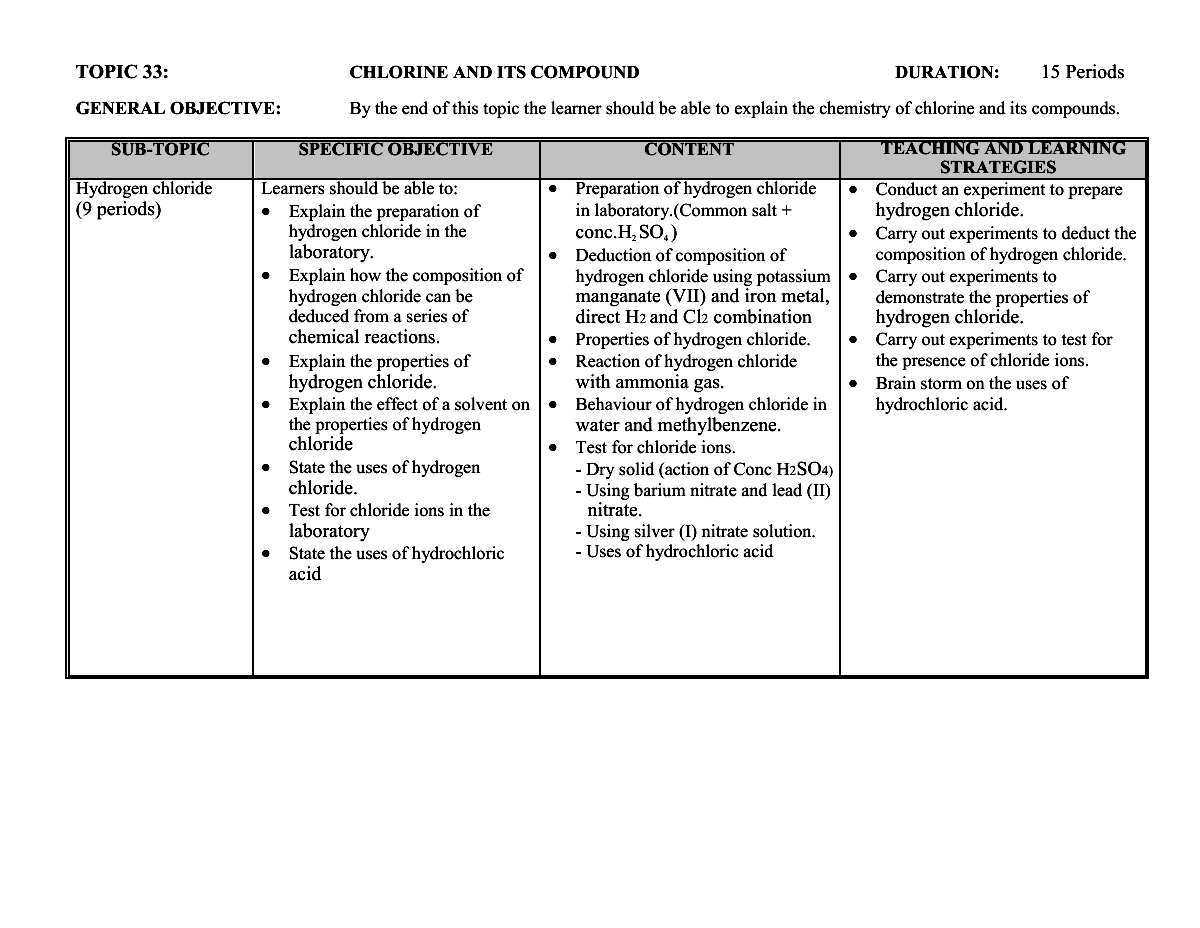 TOPIC 33: CHLORINE AND ITS COMPOUND DURATION: 15 Periods
GENERAL OBJECTIVE: By the end of this topic the learner should be able to explain the chemistry of chlorine and its compounds.
SUB-TOPIC
SPECIFIC OBJECTIVE
CONTENT
TEACHING AND LEARNING
STRATEGIES
Hydrogen chloride
(9 periods)
Learners should be able to:
• Explain the preparation of
hydrogen chloride in the
laboratory.
• Explain how the composition of
hydrogen chloride can be
deduced from a series of
chemical reactions.
• Explain the properties of
hydrogen chloride.
• Explain the effect of a solvent on
the properties of hydrogen
chloride
• State the uses of hydrogen
chloride.
• Test for chloride ions in the
laboratory
• State the uses of hydrochloric
acid
• Preparation of hydrogen chloride
in laboratory.(Common salt +
conc.H₂SO₄)
• Deduction of composition of
hydrogen chloride using potassium
manganate (VII) and iron metal,
direct H2 and Cl2 combination
• Properties of hydrogen chloride.
• Reaction of hydrogen chloride
with ammonia gas.
• Behaviour of hydrogen chloride in
water and methylbenzene.
• Test for chloride ions.
- Dry solid (action of Conc H2SO4)
- Using barium nitrate and lead (II)
nitrate.
- Using silver (I) nitrate solution.
- Uses of hydrochloric acid
• Conduct an experiment to prepare
hydrogen chloride.
• Carry out experiments to deduct the
composition of hydrogen chloride.
• Carry out experiments to
demonstrate the properties of
hydrogen chloride.
• Carry out experiments to test for
the presence of chloride ions.
• Brain storm on the uses of
hydrochloric acid.